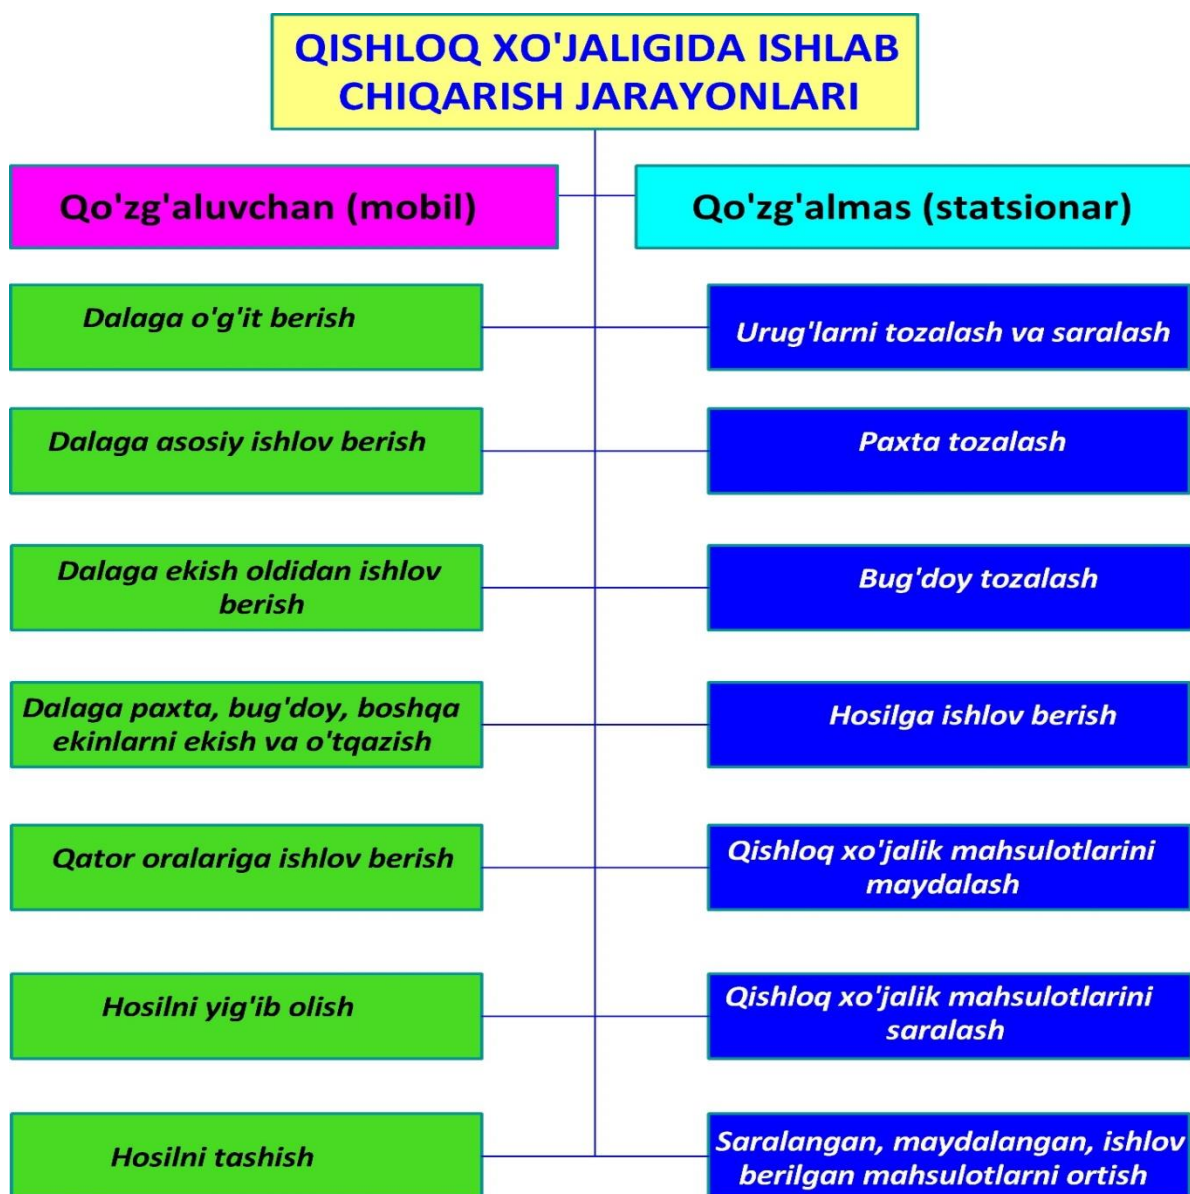 QISHLOQ XO'JALIGIDA ISHLAB
CHIQARISH JARAYONLARI
Qo'zg'aluvchan (mobil)
Qo'zg'almas (statsionar)
Dalaga o'g'it berish
Urug'larni tozalash va saralash
Dalaga asosiy ishlov berish
Paxta tozalash
Dalaga ekish oldidan ishlov
berish
Bug'doy tozalash
Dalaga paxta, bug'doy, boshqa
ekinlarni ekish va o'tqazish
Hosilga ishlov berish
Qator oralariga ishlov berish
Qishloq xo'jalik mahsulotlarini
maydalash
Hosilni yig'ib olish
Qishloq xo'jalik mahsulotlarini
saralash
Hosilni tashish
Saralangan, maydalangan, ishlov
berilgan mahsulotlarni ortish